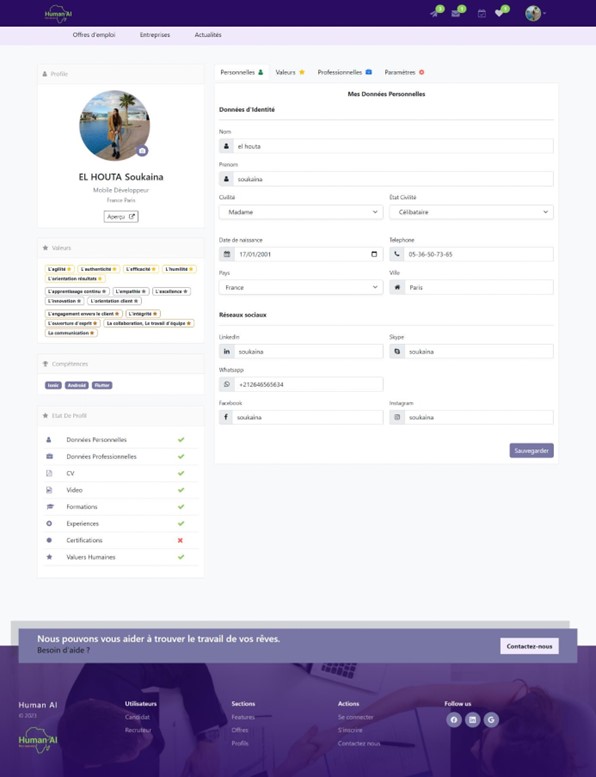 Human AI
3
3
1
Offres d'emploi Entreprises Actualités
Profile
EL HOUTA Soukaina
Mobile Développeur
France Paris
Aperçu
Valeurs
L'agilité L'authenticité L'efficacité L'humilité
L'orientation résultats
L'apprentissage continu L'empathie L'excellence
L'innovation L'orientation client
L'engagement envers le client L'intégrité
L'ouverture d'esprit La collaboration, Le travail d'équipe
La communication
Compétences
Ionic Android Flutter
Etat De Profil
Données Personnelles
Données Professionnelles
CV
Video
Formations
Experiences
Certifications
Valuers Humaines
Personnelles Valeurs Professionnelles Paramètres
Mes Données Personnelles
Données d'Identité
Nom
el houta
Prenom
soukaina
Civilité Etat Civilité
Madame Célibataire
Date de naissance Telephone
17/01/2001 05-36-50-73-65
Pays Ville
France Paris
Réseaux sociaux
LinkedIn Skype
soukaina soukaina
Whatsapp
+212646565634
Facebook Instagram
soukaina soukaina
Sauvegarder
Nous pouvons vous aider à trouver le travail de vos rêves.
Besoin d'aide ?
Contactez-nous
Human AI
© 2023
Human AI
Utilisateurs
Candidat
Recruteur
Sections
Features
Offres
Profils
Actions
Se connecter
S'inscrire
Contactez nous
Follow us